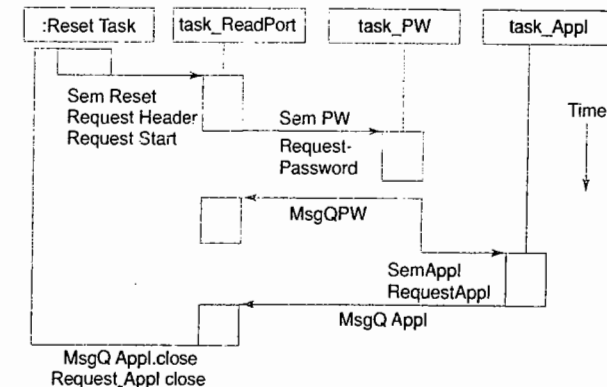 :Reset Task
task_ReadPort
task_PW
task_Appl
Sem Reset
Request Header
Request Start
Sem PW
Request-
Password
Time
MsgQPW
SemAppl
RequestAppl
MsgQ Appl
MsgQ Appl.close
Request_Appl close